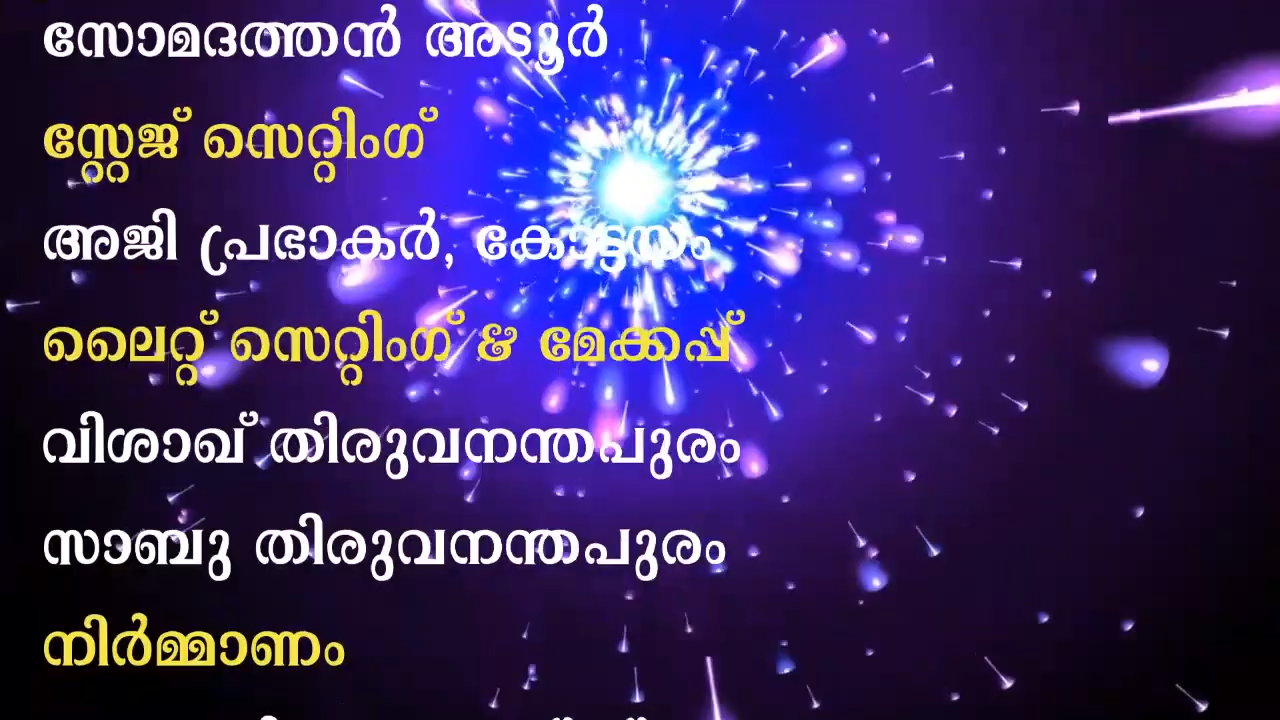 സോമദത്തൻ അടൂർ
സ്റ്റേജ് സെറ്റിംഗ്
അജി പ്രഭാകർ, കോട്ടയം
ലൈറ്റ് സെറ്റിംഗ് & മേക്കപ്പ്
വിശാഖ് തിരുവനന്തപുരം
സാബു തിരുവനന്തപുരം
നിർമ്മാണം